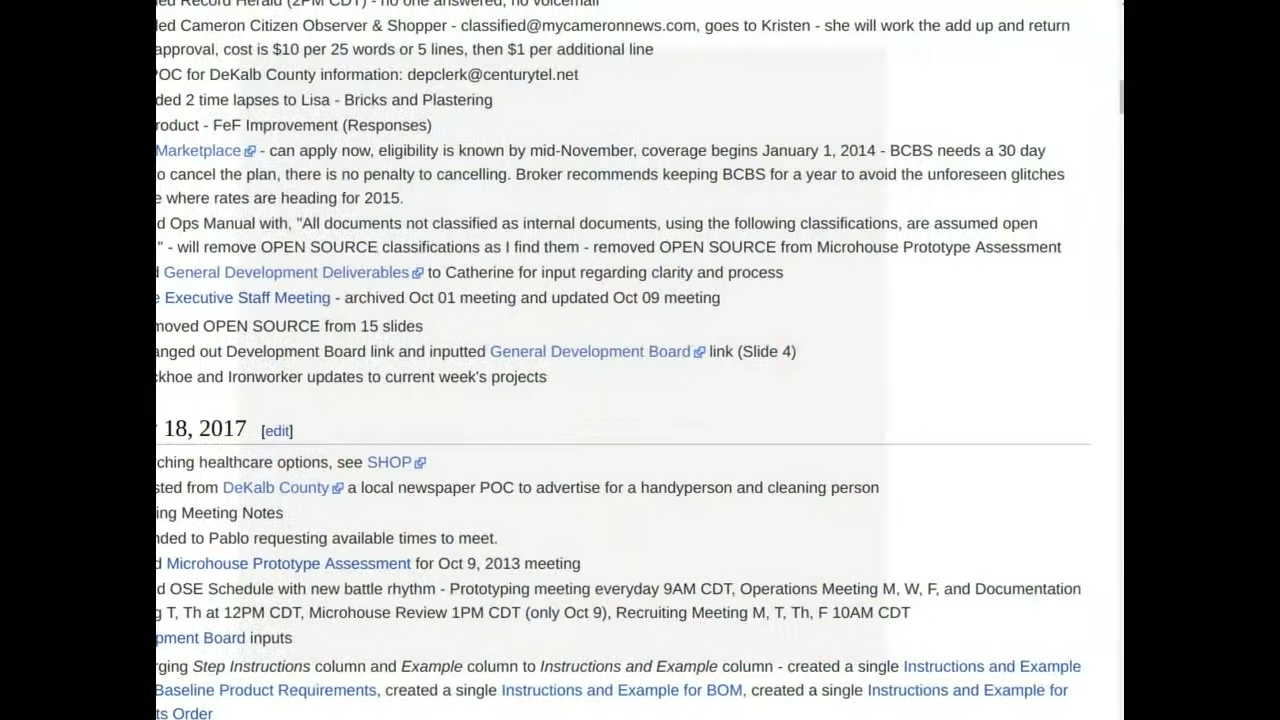 ed Record Herald (2PM CDT) - no one answered, no voicemail
led Cameron Citizen Observer & Shopper - classified@mycameronnews.com, goes to Kristen - she will work the add up and return
approval, cost is $10 per 25 words or 5 lines, then $1 per additional line
POC for DeKalb County information: depclerk@centurytel.net
ded 2 time lapses to Lisa - Bricks and Plastering
roduct - FeF Improvement (Responses)
Marketplace - can apply now, eligibility is known by mid-November, coverage begins January 1, 2014 - BCBS needs a 30 day
o cancel the plan, there is no penalty to cancelling. Broker recommends keeping BCBS for a year to avoid the unforeseen glitches
e where rates are heading for 2015.
d Ops Manual with, "All documents not classified as internal documents, using the following classifications, are assumed open
" - will remove OPEN SOURCE classifications as I find them - removed OPEN SOURCE from Microhouse Prototype Assessment
d General Development Deliverables to Catherine for input regarding clarity and process
e Executive Staff Meeting - archived Oct 01 meeting and updated Oct 09 meeting
moved OPEN SOURCE from 15 slides
anged out Development Board link and inputted General Development Board link (Slide 4)
ckhoe and Ironworker updates to current week's projects
18, 2017 [edit]
ching healthcare options, see SHOP
sted from DeKalb County a local newspaper POC to advertise for a handyperson and cleaning person
ing Meeting Notes
nded to Pablo requesting available times to meet.
d Microhouse Prototype Assessment for Oct 9, 2013 meeting
d OSE Schedule with new battle rhythm - Prototyping meeting everyday 9AM CDT, Operations Meeting M, W, F, and Documentation
g T, Th at 12PM CDT, Microhouse Review 1PM CDT (only Oct 9), Recruiting Meeting M, T, Th, F 10AM CDT
pment Board inputs
rging Step Instructions column and Example column to Instructions and Example column - created a single Instructions and Example
Baseline Product Requirements, created a single Instructions and Example for BOM, created a single Instructions and Example for
ts Order